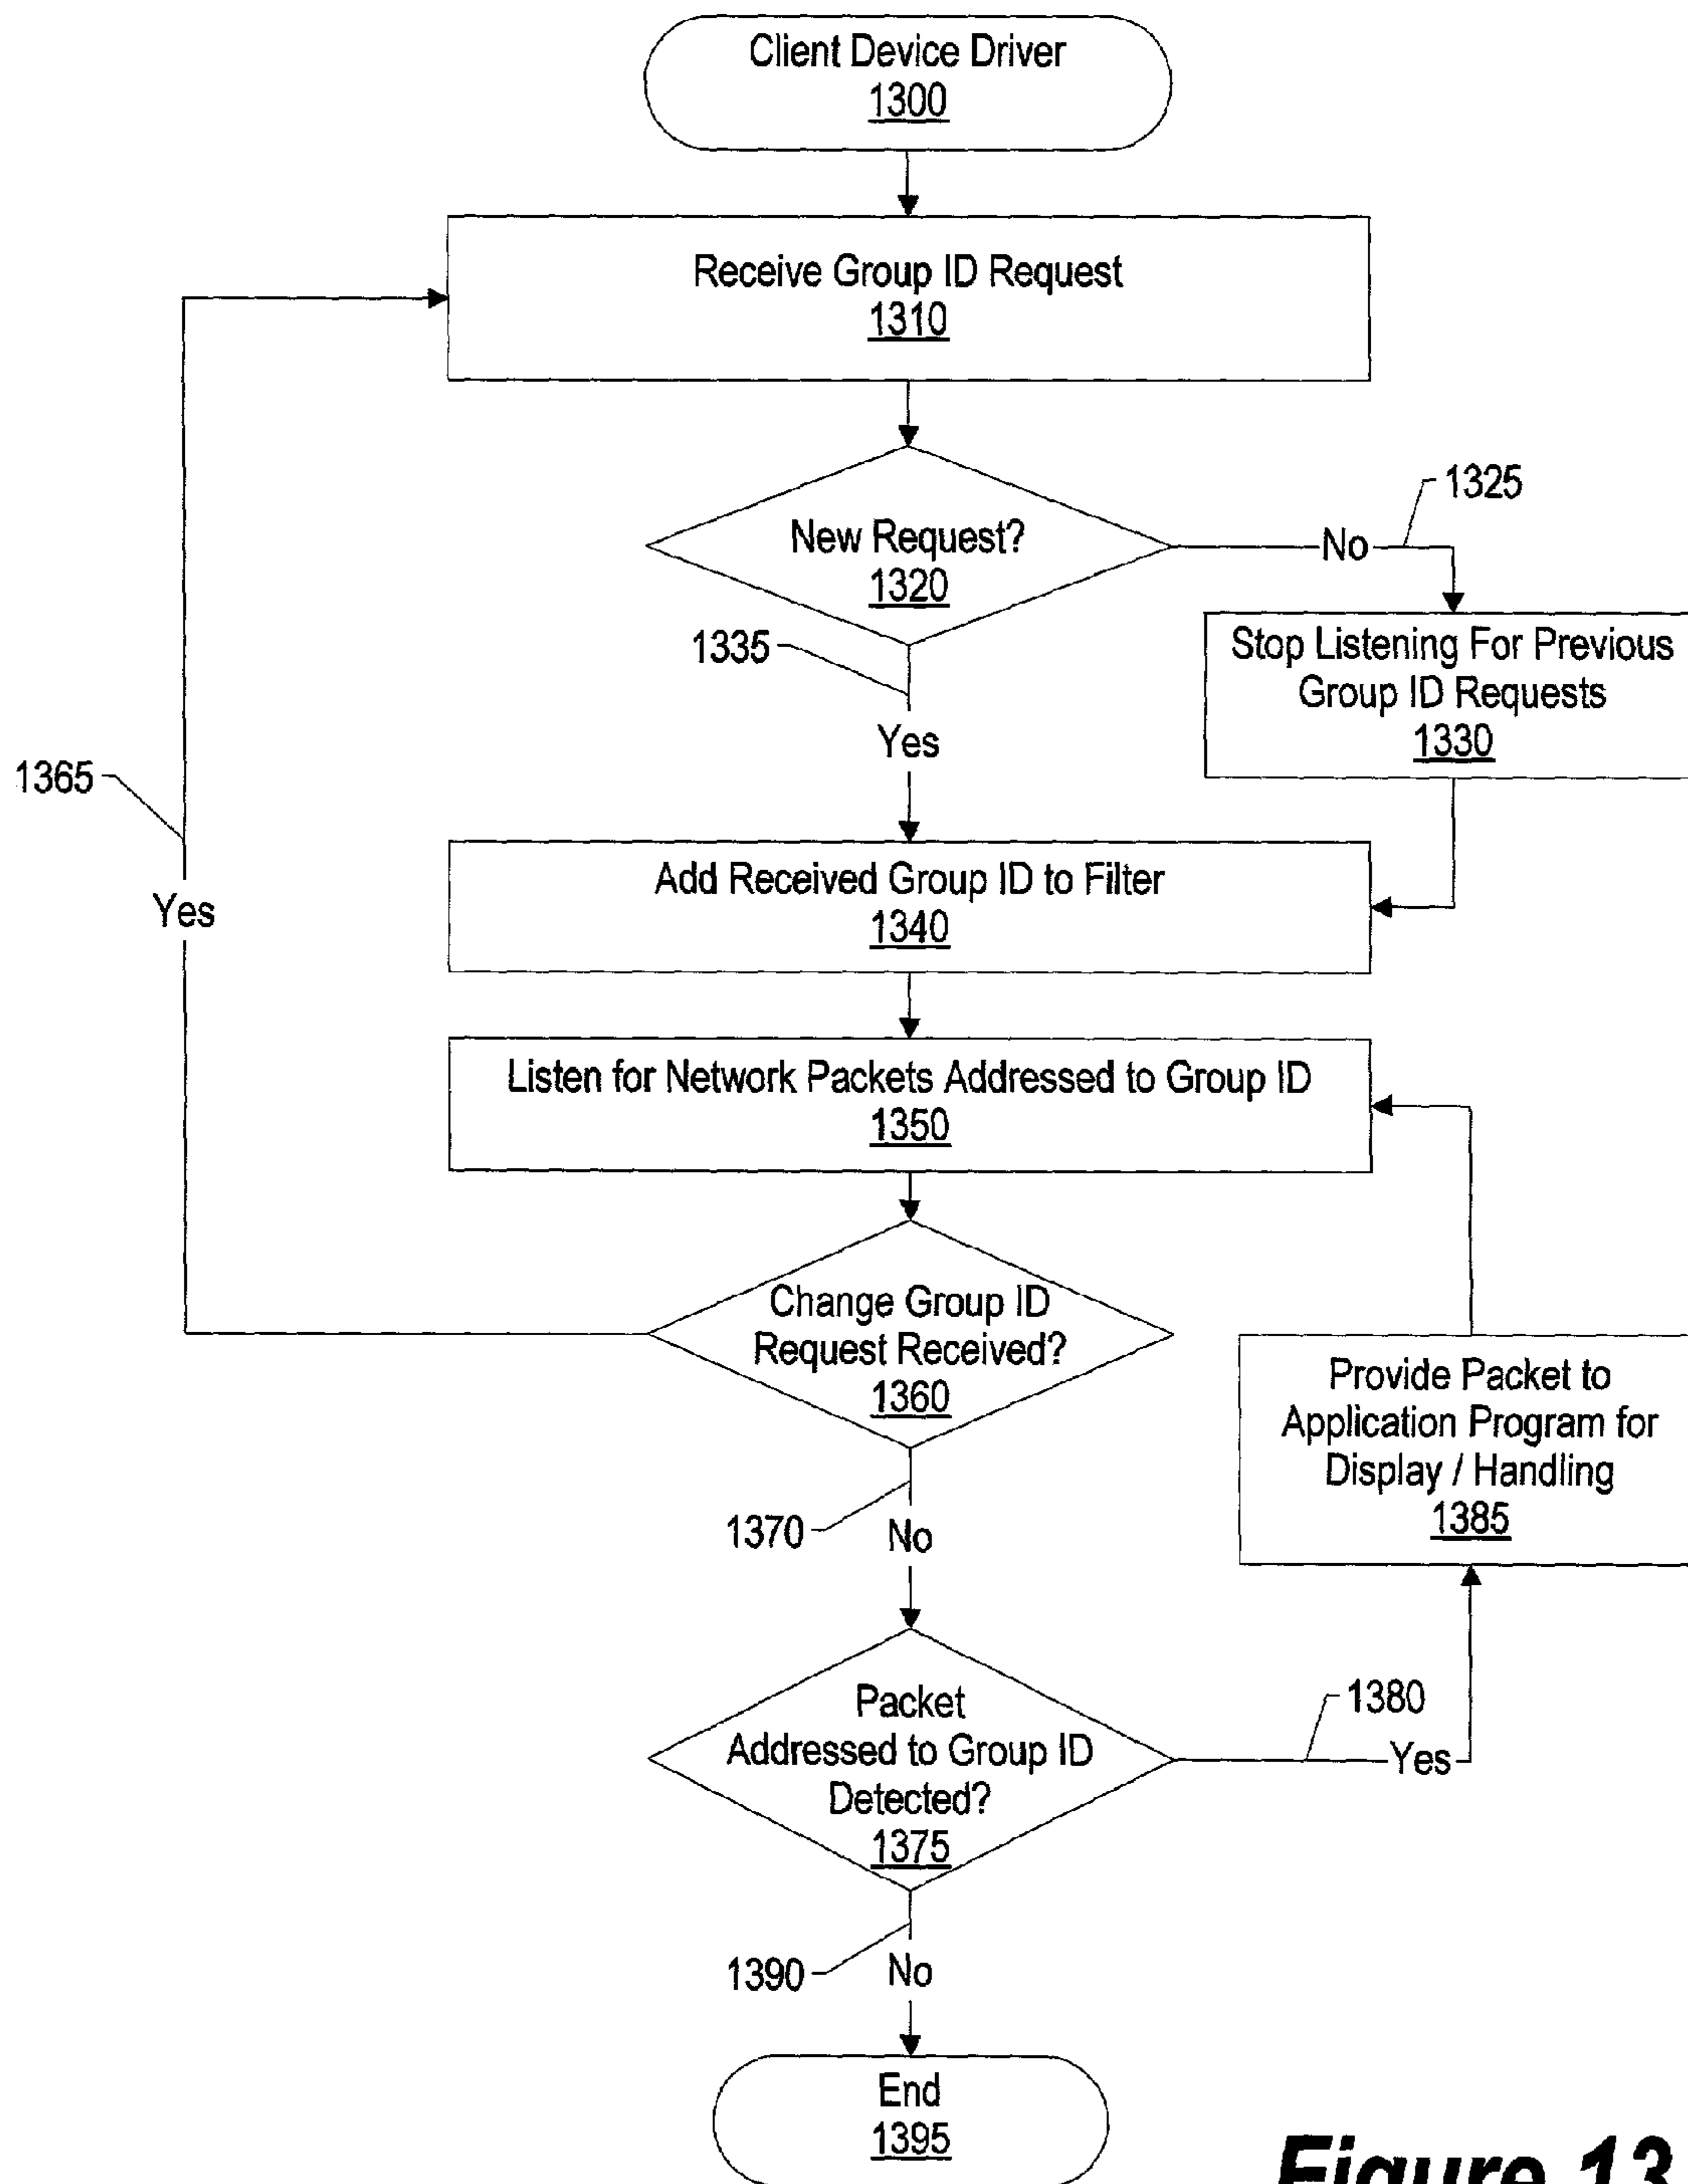 Client Device Driver
1300
Receive Group ID Request
1310
New Request?
1320
No
1325
1335
Yes
Stop Listening For Previous
Group ID Requests
1330
1365
Yes
Add Received Group ID to Filter
1340
Listen for Network Packets Addressed to Group ID
1350
Change Group ID
Request Received?
1360
1370
No
Provide Packet to
Application Program for
Display / Handling
1385
Packet
Addressed to Group ID
Detected?
1375
1380
Yes
1390
No
End
1395
Figure 13